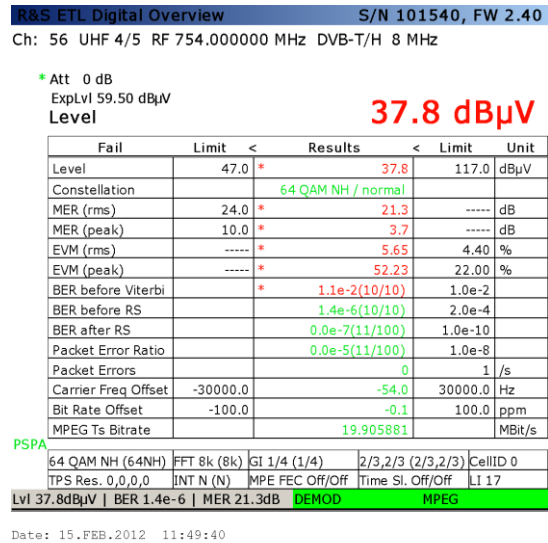 R&S ETL Digital Overview S/N 101540, FW 2.40
Ch: 56 UHF 4/5 RF 754.000000 MHz DVB-T/H 8 MHz
* Att 0 dB
ExpLvl 59.50 dBµV
Level 37.8 dBµV
Fail Limit < Results < Limit Unit
Level 47.0 * 37.8 117.0 dBµV
Constellation 64 QAM NH / normal
MER (rms) 24.0 * 21.3 ----- dB
MER (peak) 10.0 * 3.7 ----- dB
EVM (rms) ----- * 5.65 4.40 %
EVM (peak) ----- * 52.23 22.00 %
BER before Viterbi * 1.1e-2(10/10) 1.0e-2
BER before RS 1.4e-6(10/10) 2.0e-4
BER after RS 0.0e-7(11/100) 1.0e-10
Packet Error Ratio 0.0e-5(11/100) 1.0e-8
Packet Errors 0 1 /s
Carrier Freq Offset -30000.0 -54.0 30000.0 Hz
Bit Rate Offset -100.0 -0.1 100.0 ppm
MPEG Ts Bitrate 19.905881 MBit/s
PSPA
64 QAM NH (64NH) FFT 8k (8k) GI 1/4 (1/4) 2/3,2/3 (2/3,2/3) CellID 0
TPS Res. 0,0,0,0 INT N (N) MPE FEC Off/Off Time Sl. Off/Off LI 17
Lvl 37.8dBµV | BER 1.4e-6 | MER 21.3dB DEMOD MPEG
Date: 15.FEB.2012 11:49:40